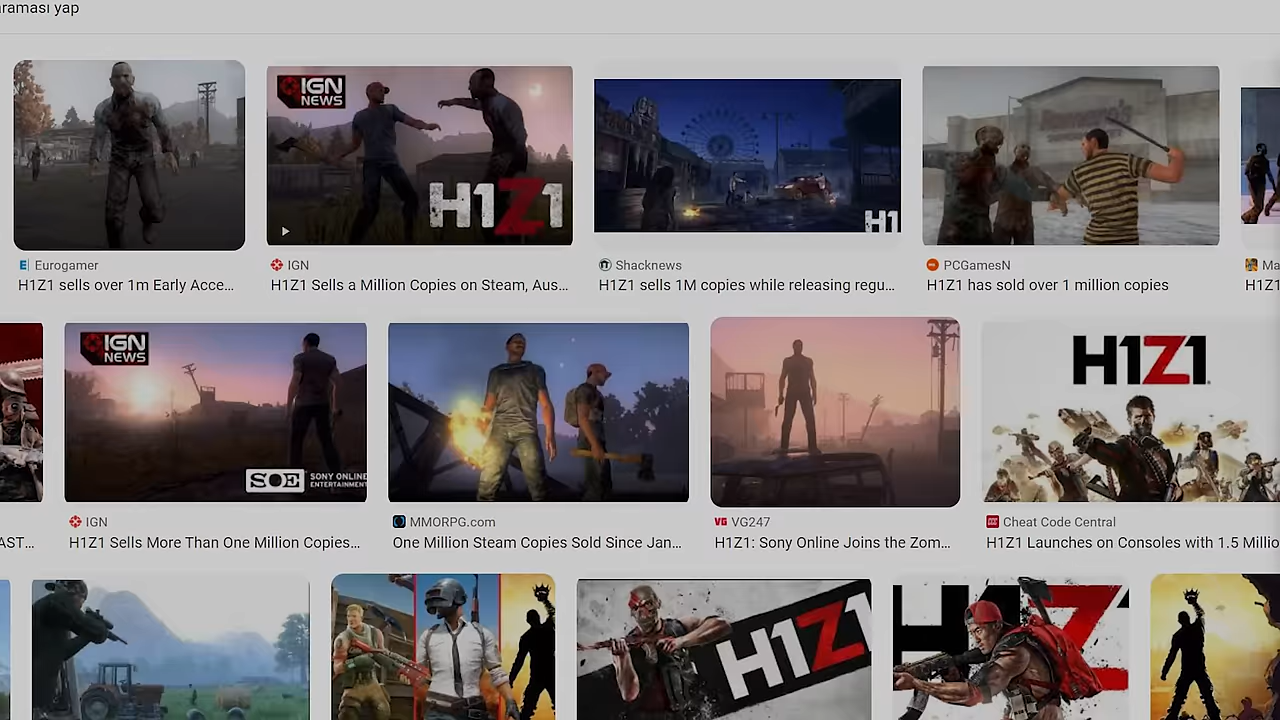 araması yap
IGN
NEWS
H1Z1
H1
E Eurogamer
IGN
Shacknews
PCGamesN
Ma
H1Z1 sells over 1m Early Acce...
H1Z1 Sells a Million Copies on Steam, Aus...
H1Z1 sells 1M copies while releasing regu...
H1Z1 has sold over 1 million copies
H1Z1
IGN
NEWS
SOE SONY ONLINE
ENTERTAINMENT
H1Z1
IGN
MMORPG.com
VG VG247
Cheat Code Central
AST...
H1Z1 Sells More Than One Million Copies...
One Million Steam Copies Sold Since Jan...
H1Z1: Sony Online Joins the Zom...
H1Z1 Launches on Consoles with 1.5 Millio
H1Z1